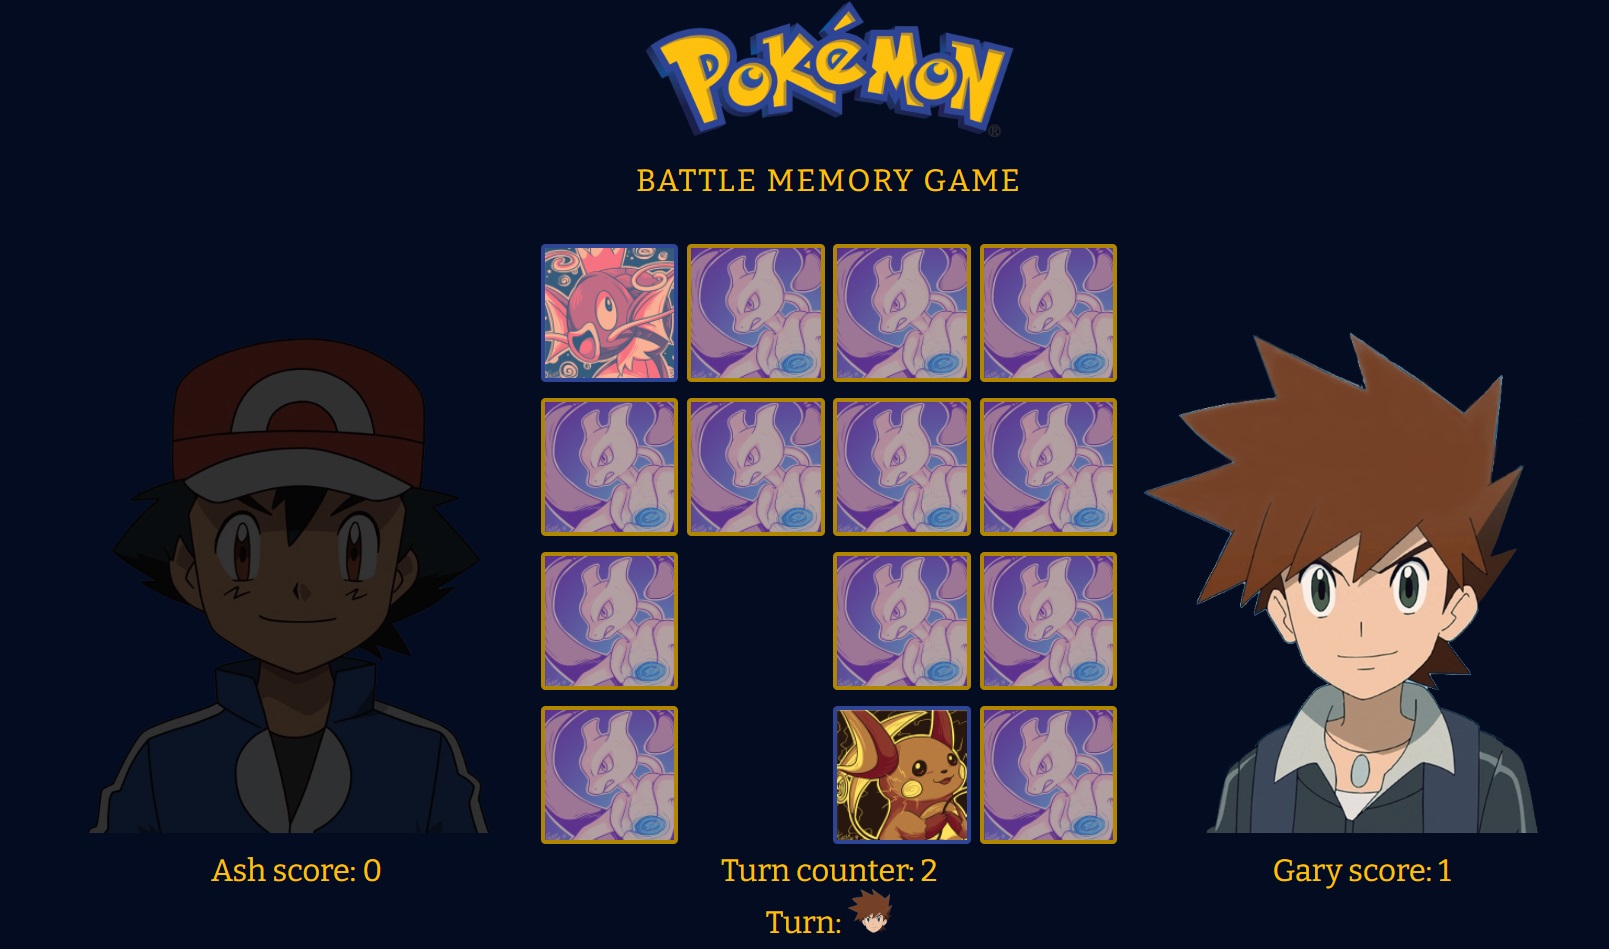 POKéMON
®
BATTLE MEMORY GAME
Ash score: 0
Turn counter: 2
Gary score: 1
Turn: